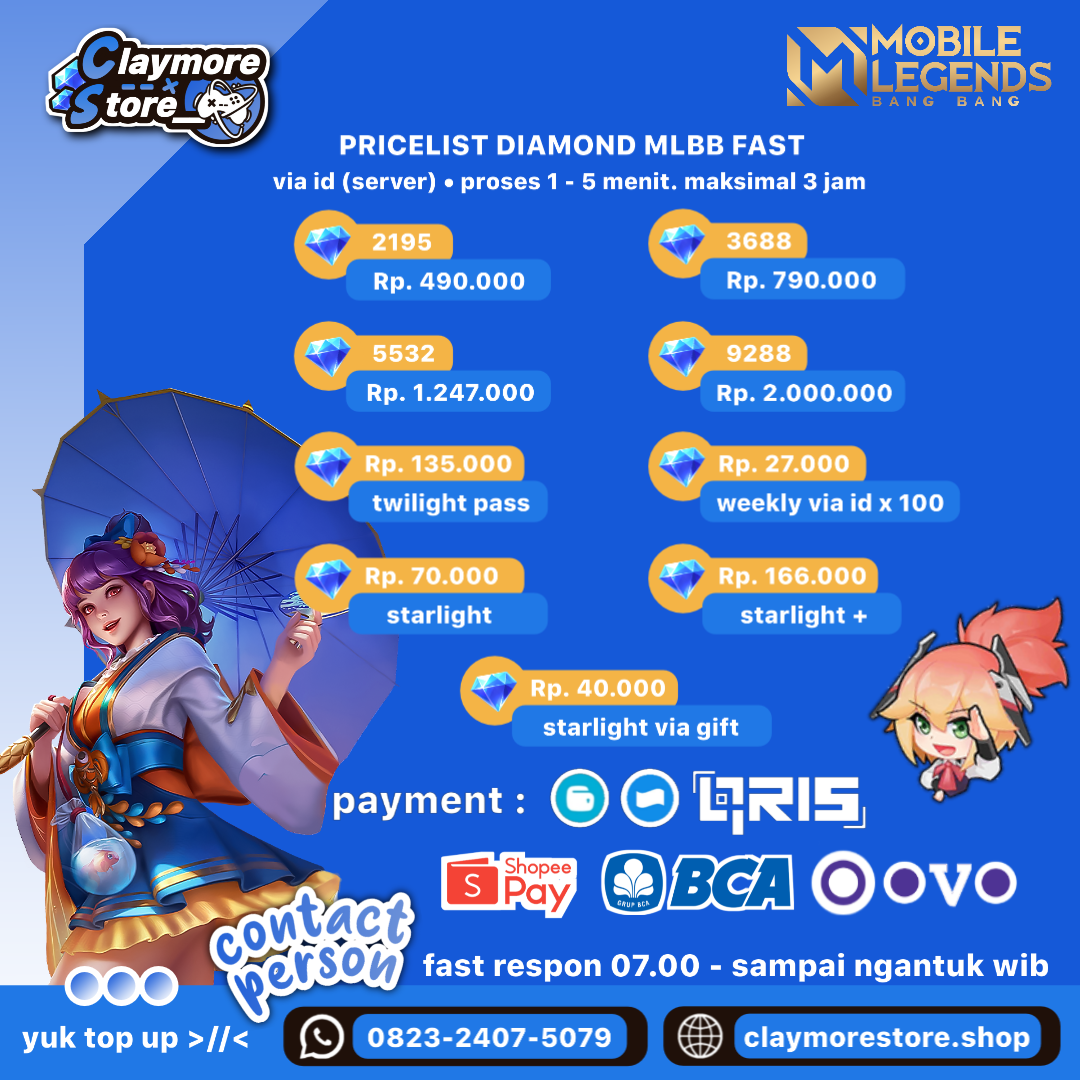 Claymore
Store_
MOBILE
LEGENDS
BANG BANG
PRICELIST DIAMOND MLBB FAST
via id (server) • proses 1 - 5 menit. maksimal 3 jam
2195
Rp. 490.000
3688
Rp. 790.000
5532
Rp. 1.247.000
9288
Rp. 2.000.000
Rp. 135.000
twilight pass
Rp. 27.000
weekly via id x 100
Rp. 70.000
starlight
Rp. 166.000
starlight +
Rp. 40.000
starlight via gift
payment :
QRIS
S
Shopee
Pay
GRUP BCA
BCA
OVO
contact
person
fast respon 07.00 - sampai ngantuk wib
yuk top up >//<
0823-2407-5079
claymorestore.shop